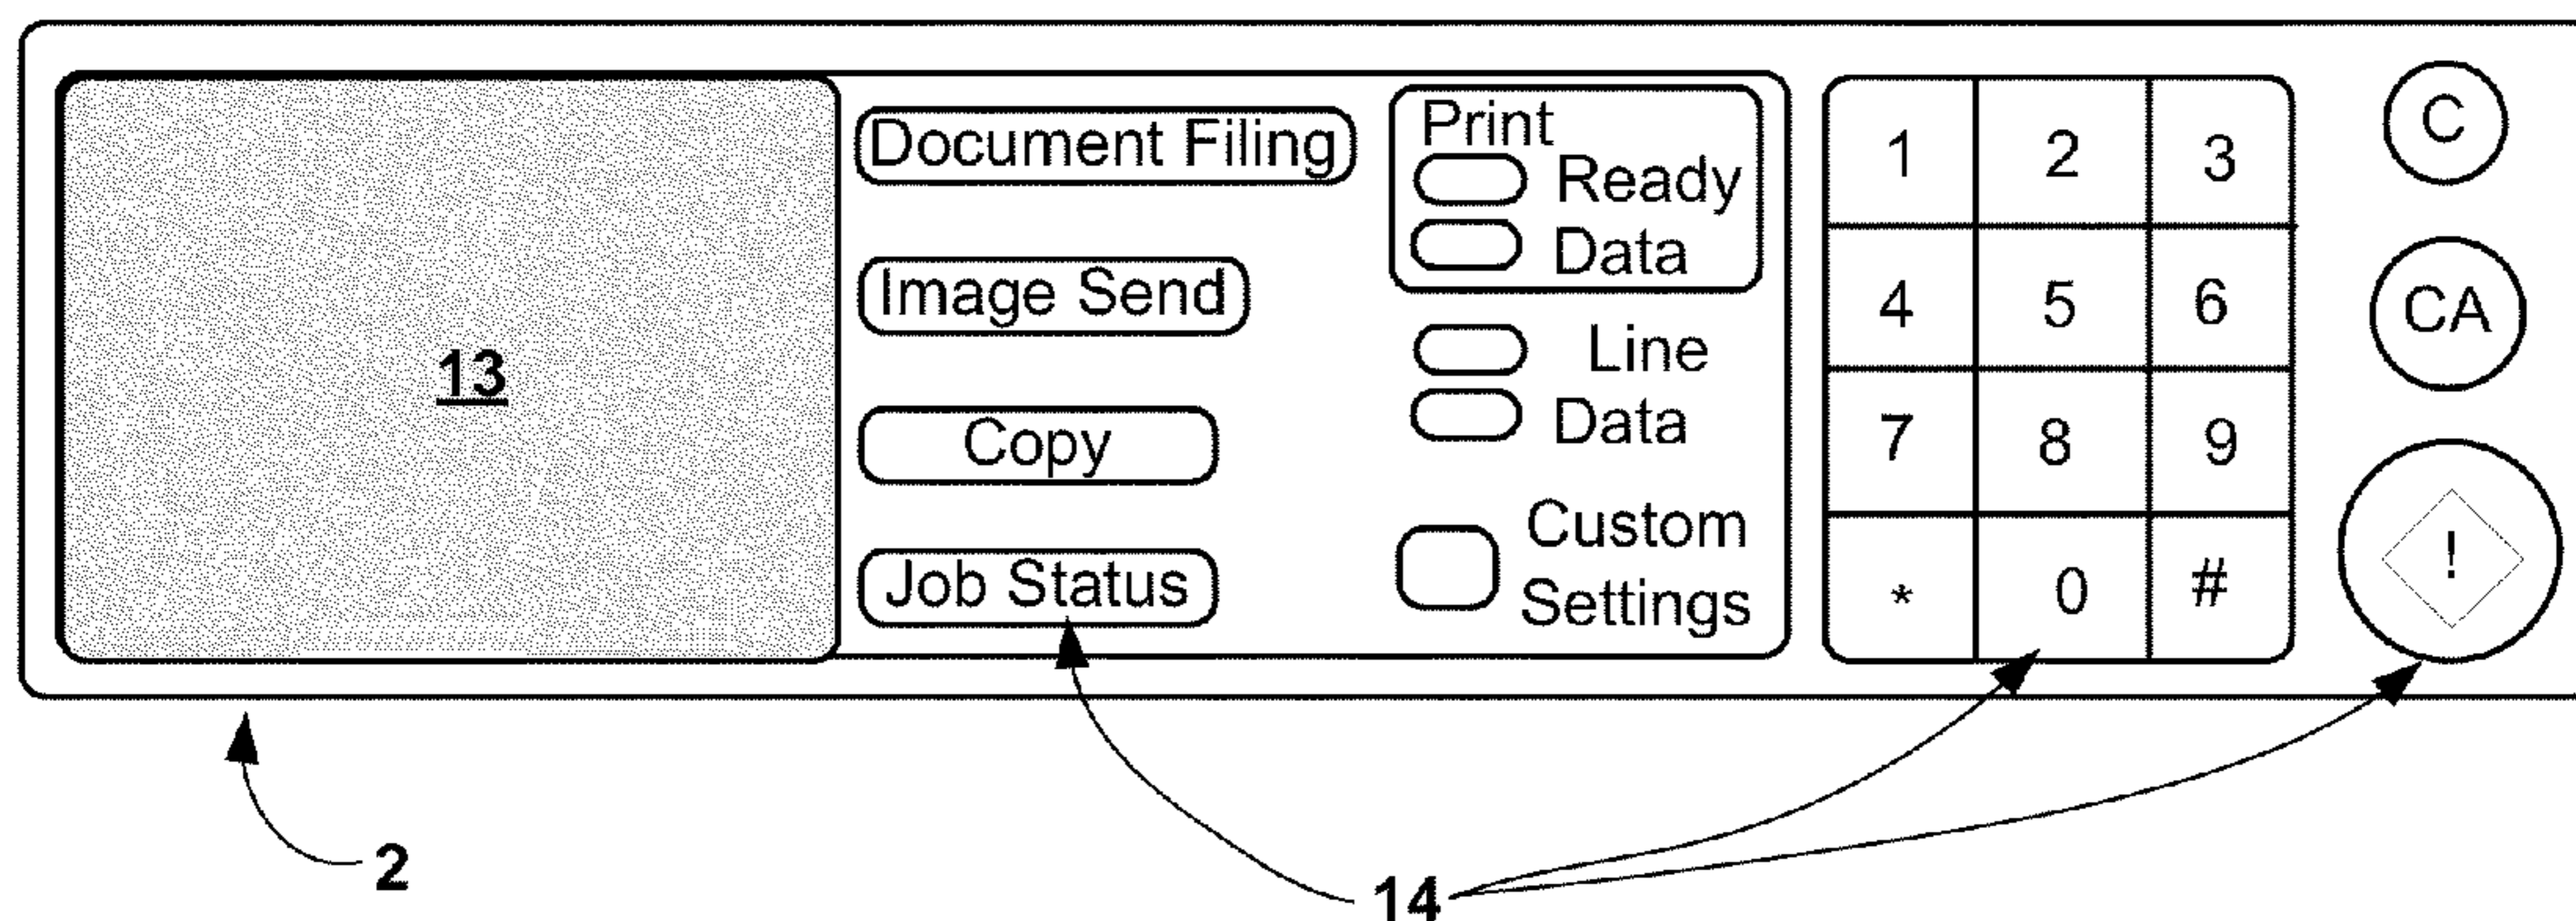 13
Document Filing
Image Send
Copy
Job Status
Print
Ready
Data
Line
Data
Custom
Settings
1 2 3
4 5 6
7 8 9
* 0 #
C
CA
!
2
14